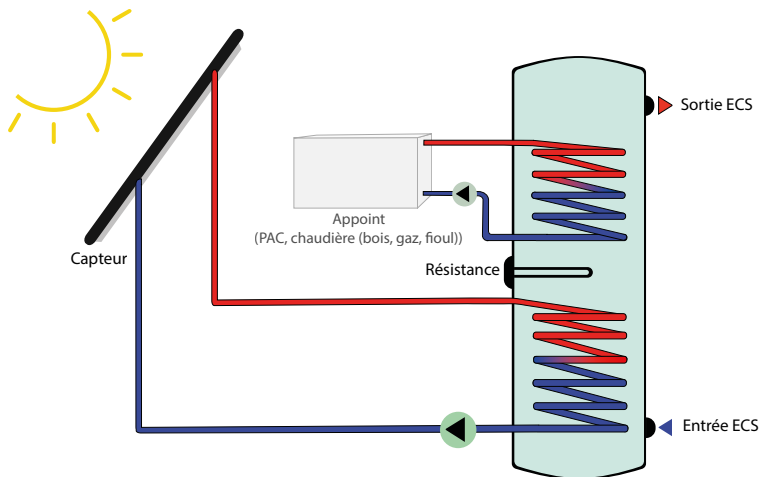 Sortie ECS
Appoint
(PAC, chaudière (bois, gaz, fioul))
Capteur
Résistance
Entrée ECS